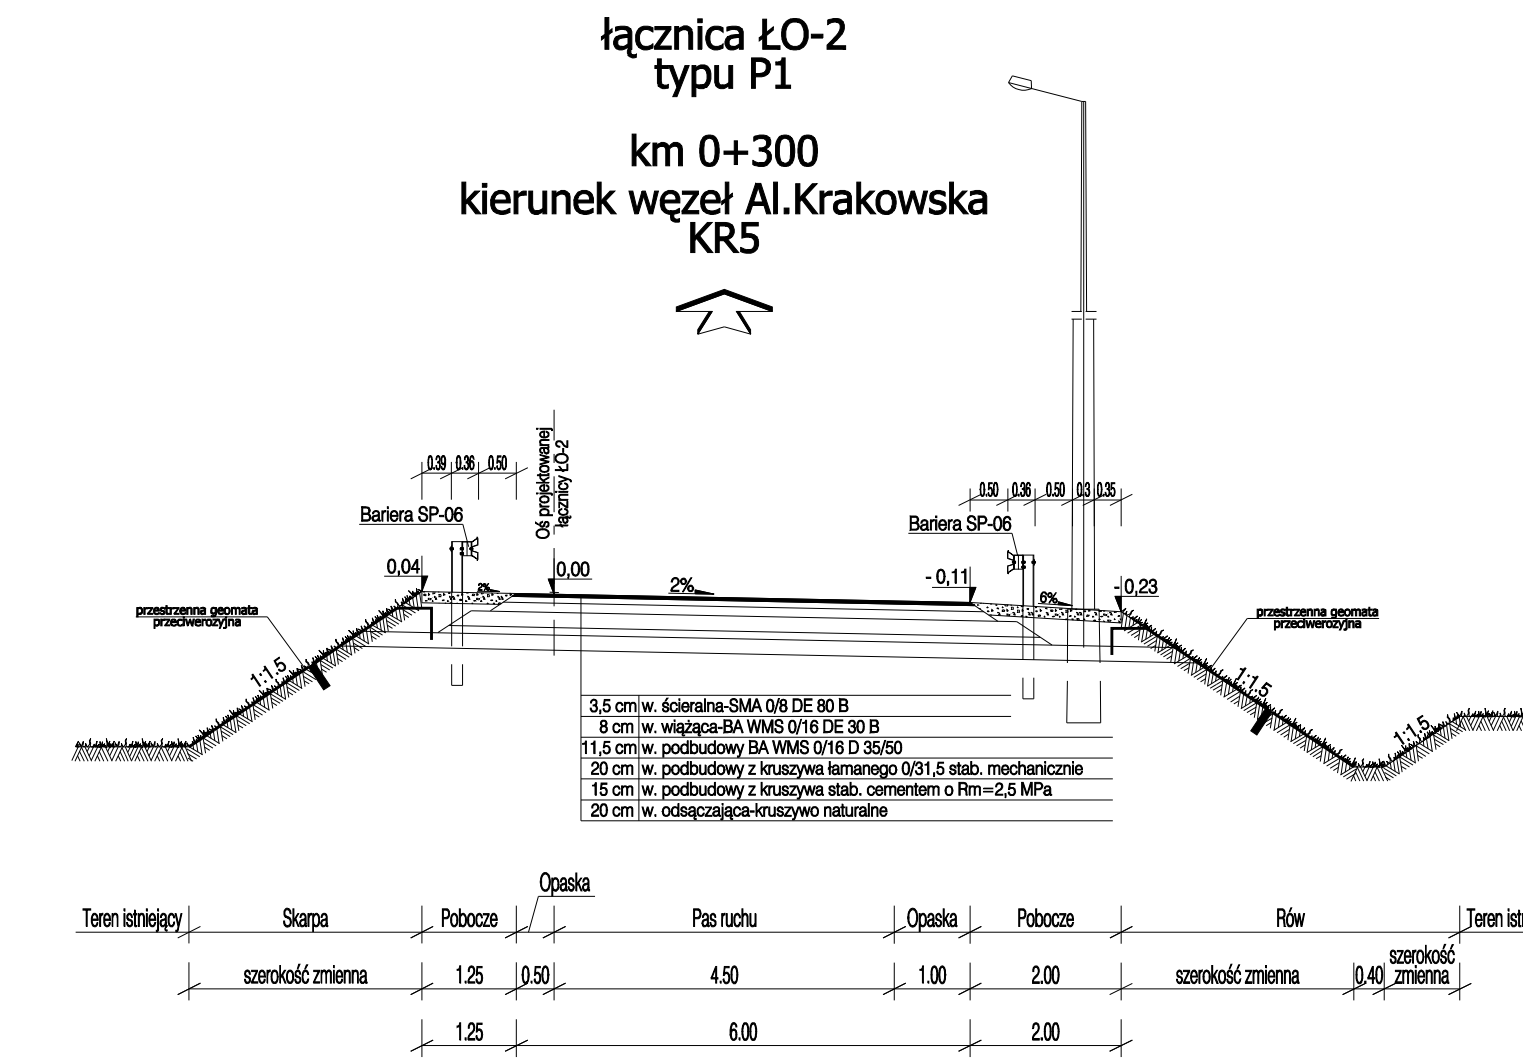 łącznica ŁO-2
typu P1
km 0+300
kierunek węzeł Al.Krakowska
KR5
0.39 0.36 0.50
Oś projektowanej
łącznicy ŁO-2
0.50 0.36 0.50 0.3 0.35
Bariera SP-06
Bariera SP-06
0,04
0,00
- 0,11
- 0,23
2%
2%
6%
przestrzenna geomata
przeciwerozyjna
przestrzenna geomata
przeciwerozyjna
1:1.5
1:1.5
1:1.5
3,5 cm w. ścieralna-SMA 0/8 DE 80 B
8 cm w. wiążąca-BA WMS 0/16 DE 30 B
11,5 cm w. podbudowy BA WMS 0/16 D 35/50
20 cm w. podbudowy z kruszywa łamanego 0/31,5 stab. mechanicznie
15 cm w. podbudowy z kruszywa stab. cementem o Rm=2,5 MPa
20 cm w. odsączająca-kruszywo naturalne
Opaska
Teren istniejący Skarpa Pobocze Pas ruchu Opaska Pobocze Rów Teren istn
szerokość zmienna 1.25 0.50 4.50 1.00 2.00 szerokość zmienna 0.40 szerokość
zmienna
1.25 6.00 2.00